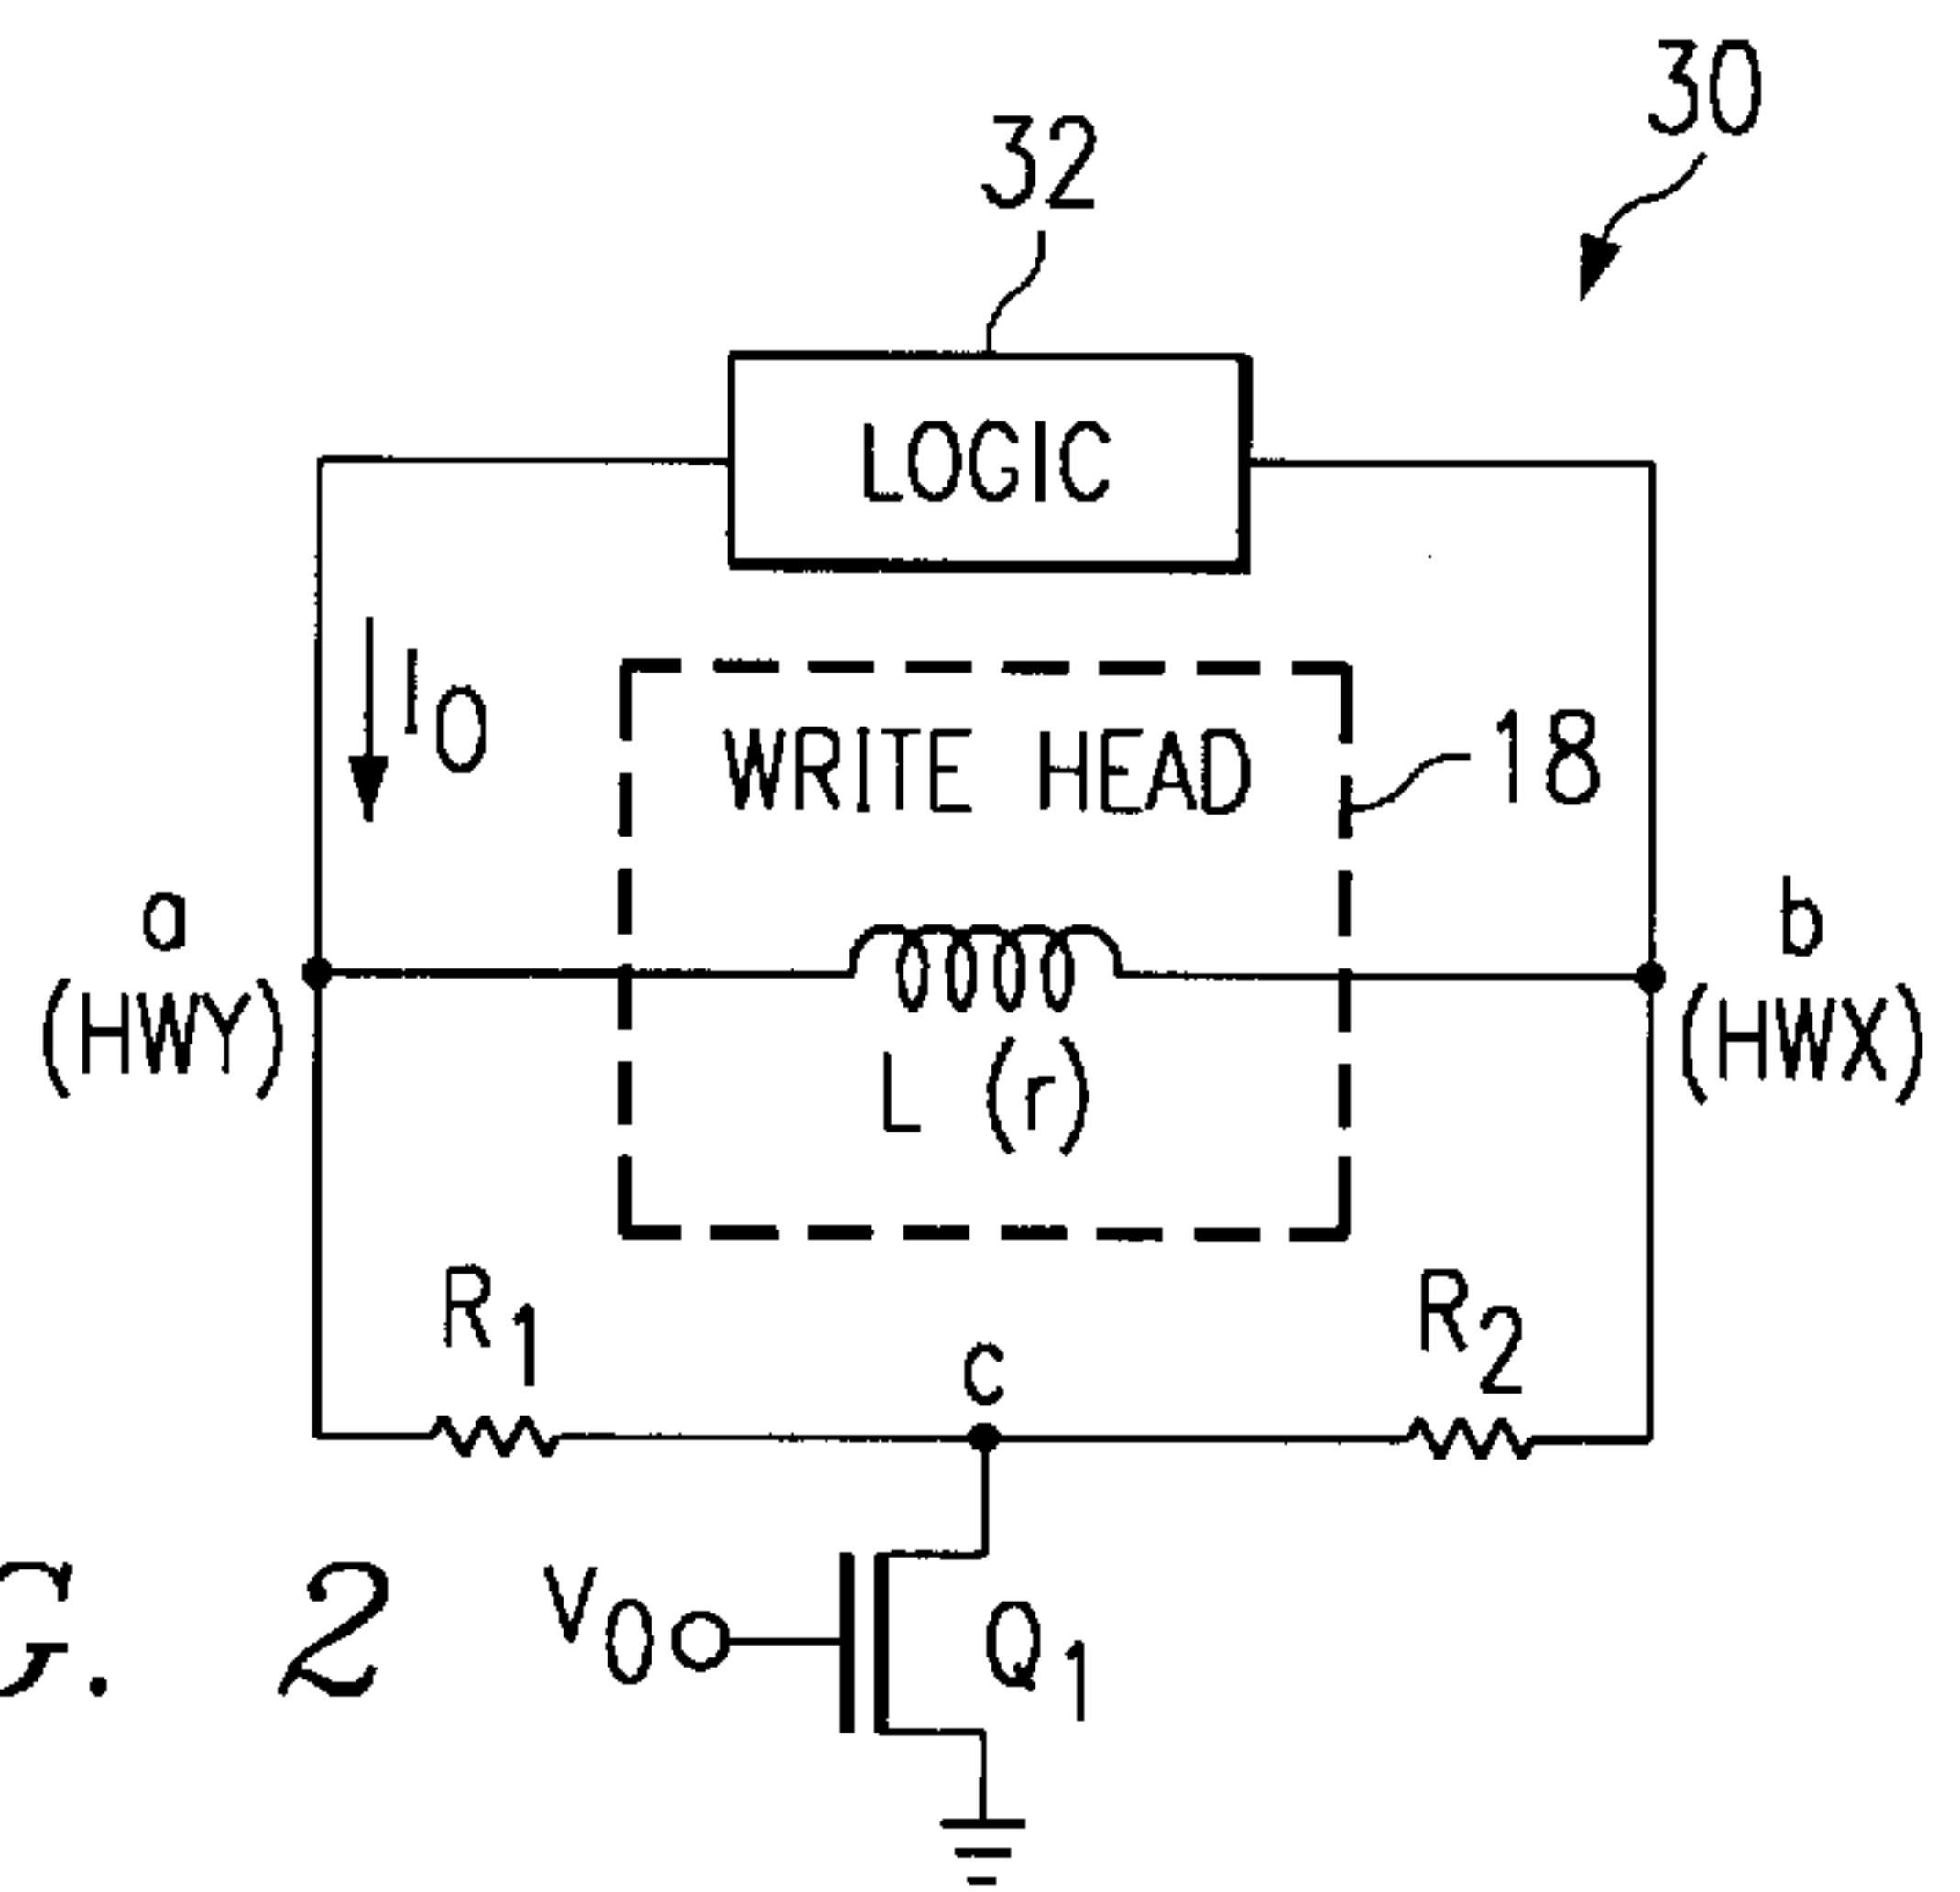 30
32
LOGIC
I0
WRITE HEAD
18
a
(HWY)
b
(HWX)
L (r)
R1
R2
c
V0
Q1
G. 2